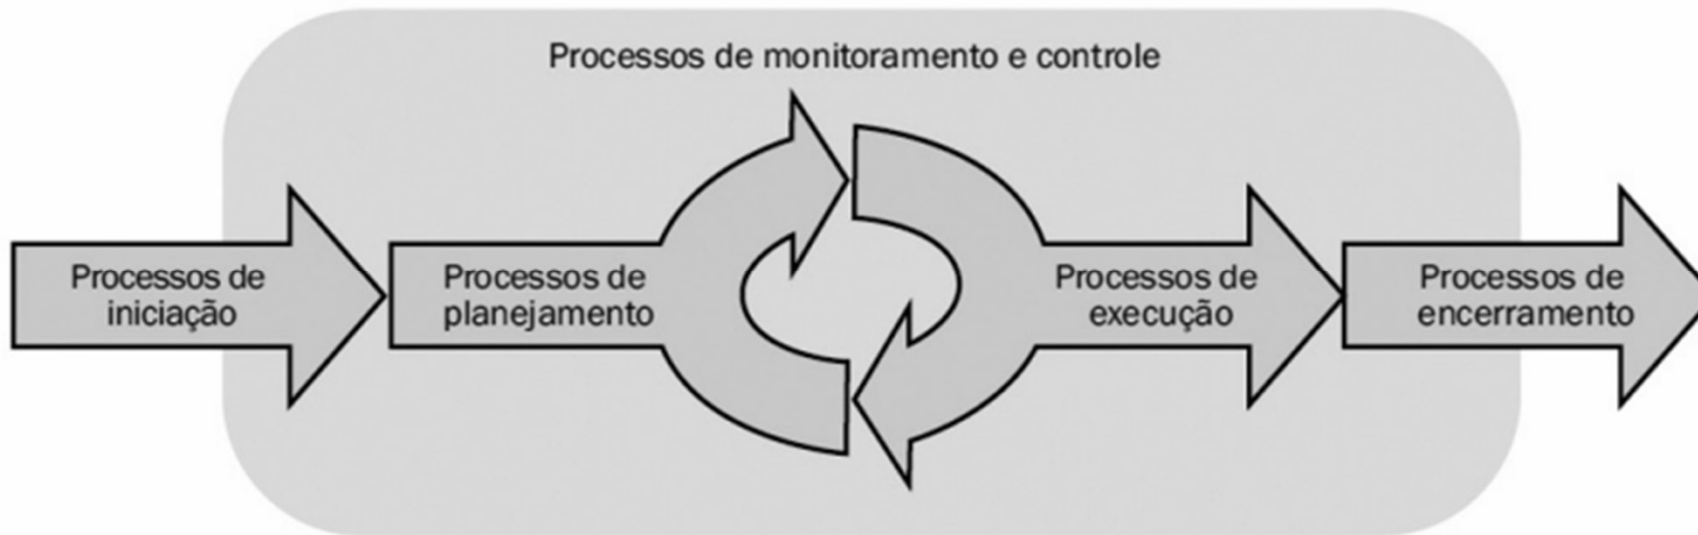 Processos de monitoramento e controle
Processos de
iniciação
Processos de
planejamento
Processos de
execução
Processos de
encerramento